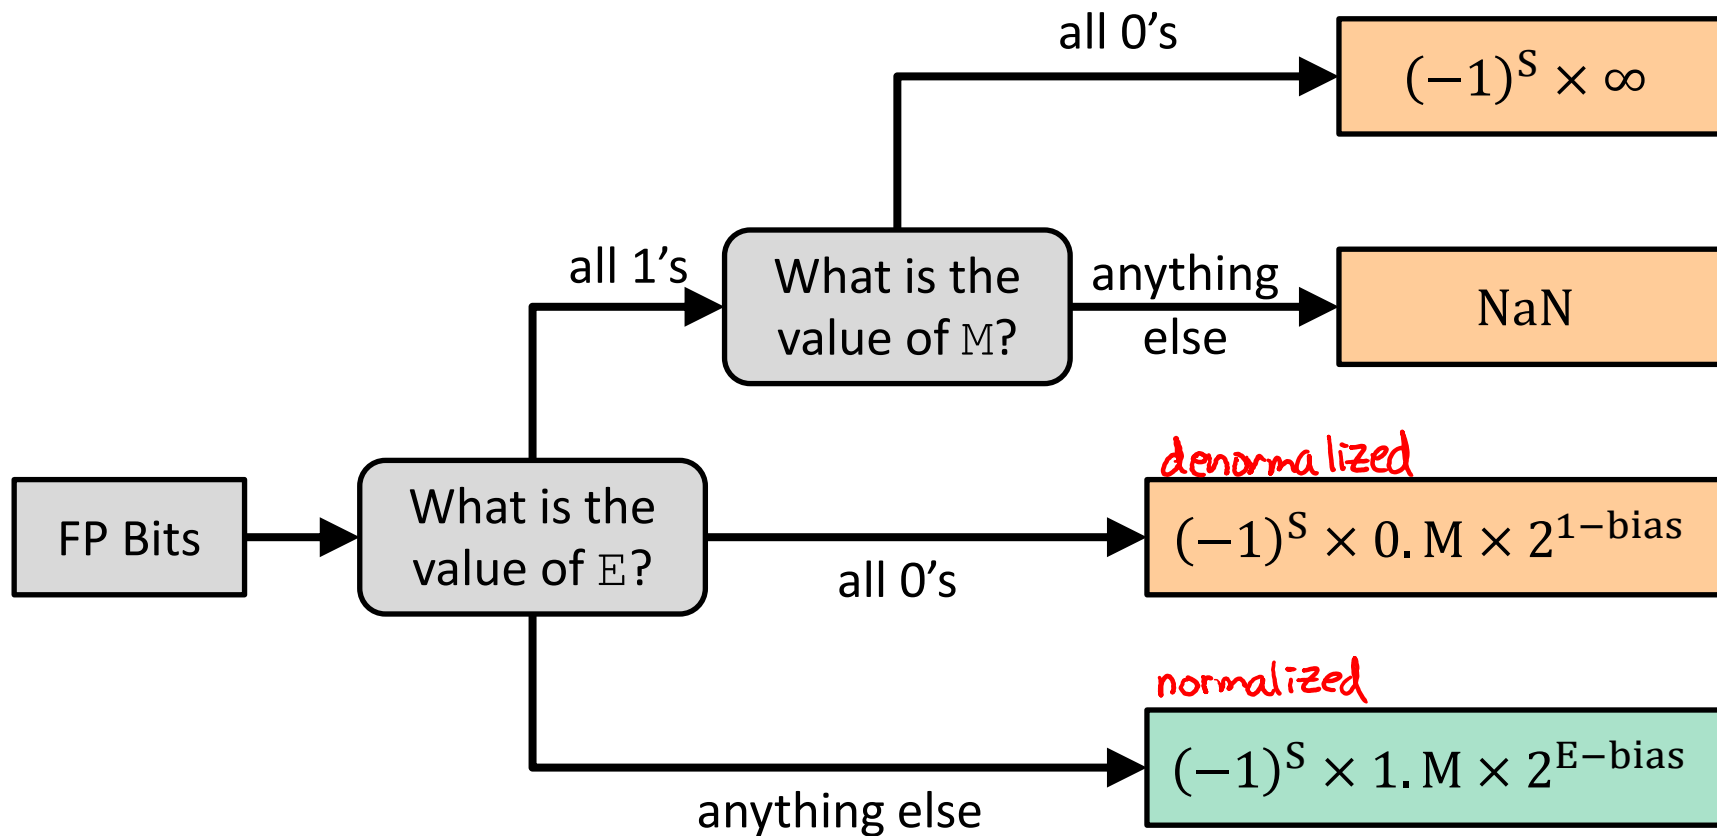 all 0's
(−1)^S × ∞
all 1's
What is the
value of M?
anything
else
NaN
denormalized
FP Bits
What is the
value of E?
all 0's
(−1)^S × 0. M × 2^{1−bias}
normalized
(−1)^S × 1. M × 2^{E−bias}
anything else